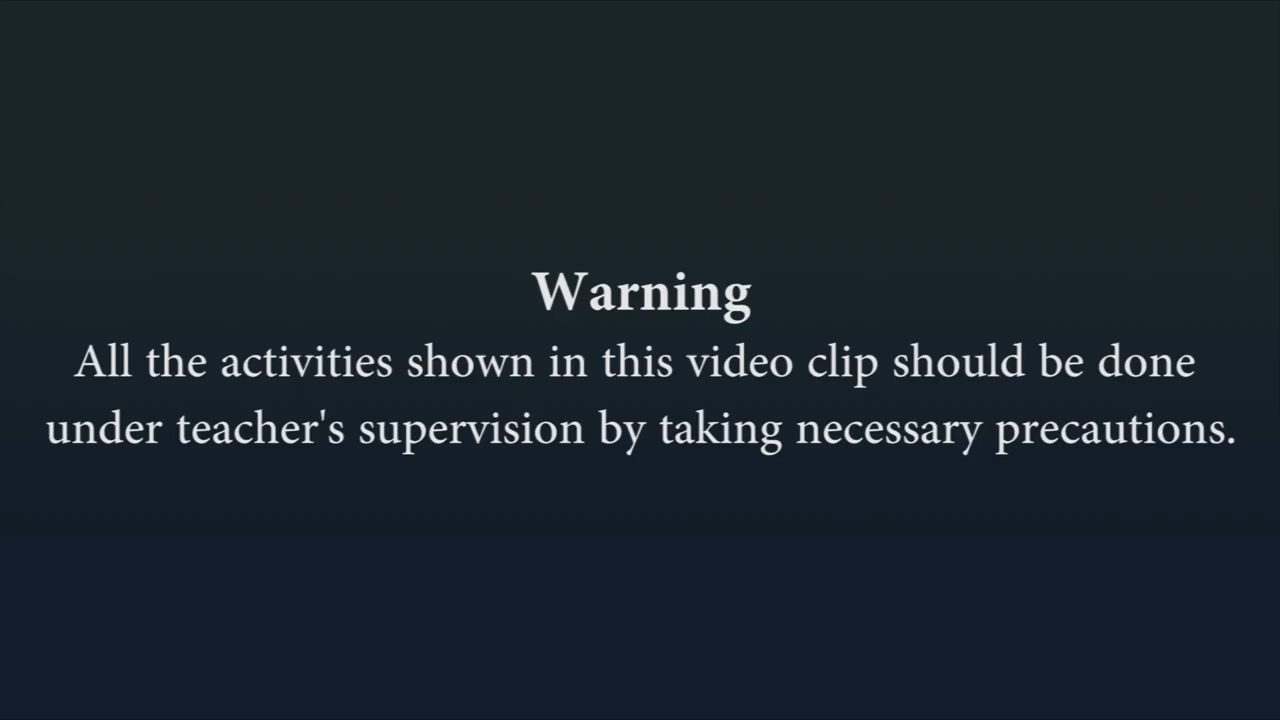 Warning
All the activities shown in this video clip should be done
under teacher's supervision by taking necessary precautions.